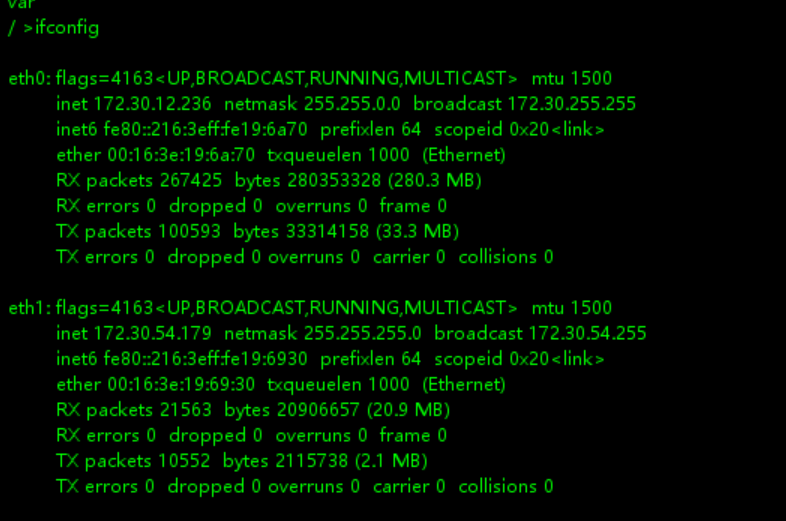 var
/ >ifconfig
eth0: flags=4163<UP,BROADCAST,RUNNING,MULTICAST>  mtu 1500
inet 172.30.12.236  netmask 255.255.0.0  broadcast 172.30.255.255
inet6 fe80::216:3eff:fe19:6a70  prefixlen 64  scopeid 0x20<link>
ether 00:16:3e:19:6a:70  txqueuelen 1000  (Ethernet)
RX packets 267425  bytes 280353328 (280.3 MB)
RX errors 0  dropped 0  overruns 0  frame 0
TX packets 100593  bytes 33314158 (33.3 MB)
TX errors 0  dropped 0 overruns 0  carrier 0  collisions 0
eth1: flags=4163<UP,BROADCAST,RUNNING,MULTICAST>  mtu 1500
inet 172.30.54.179  netmask 255.255.255.0  broadcast 172.30.54.255
inet6 fe80::216:3eff:fe19:6930  prefixlen 64  scopeid 0x20<link>
ether 00:16:3e:19:69:30  txqueuelen 1000  (Ethernet)
RX packets 21563  bytes 20906657 (20.9 MB)
RX errors 0  dropped 0  overruns 0  frame 0
TX packets 10552  bytes 2115738 (2.1 MB)
TX errors 0  dropped 0 overruns 0  carrier 0  collisions 0